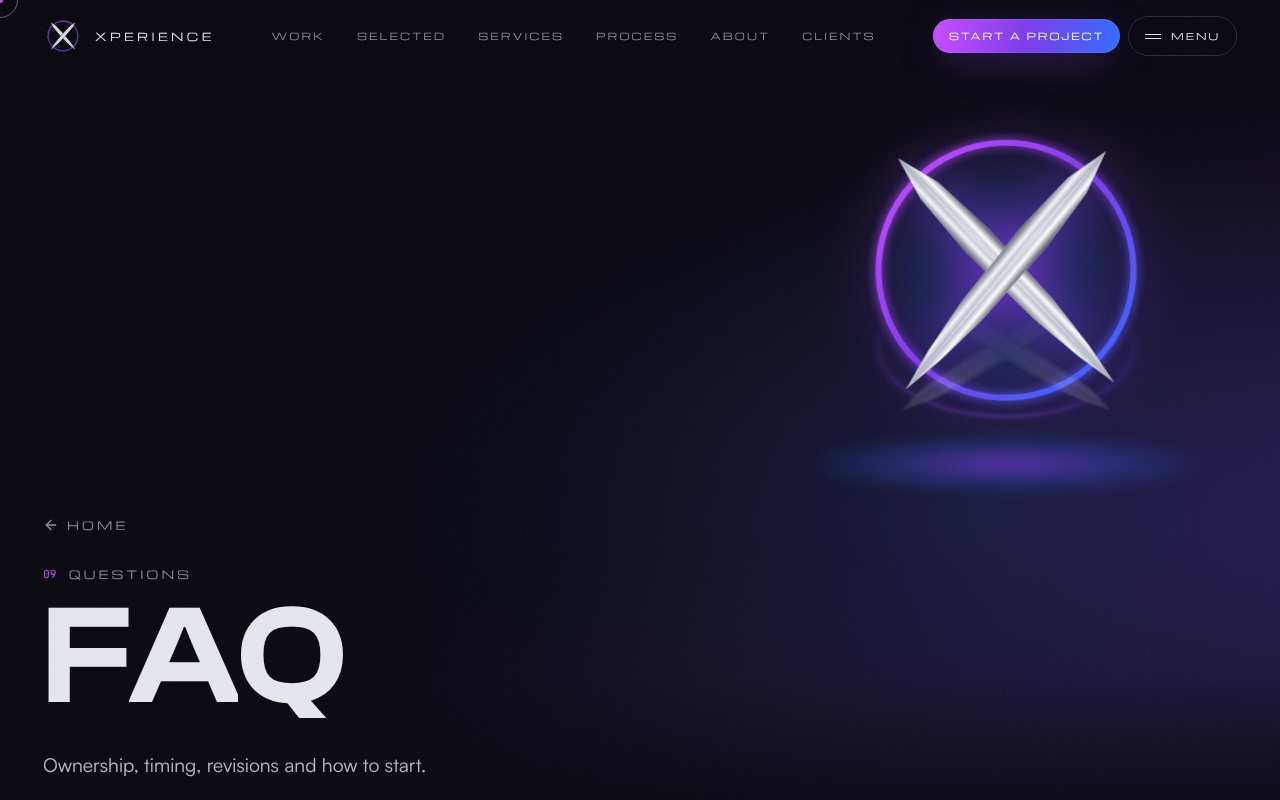 XPERIENCE
WORK
SELECTED
SERVICES
PROCESS
ABOUT
CLIENTS
START A PROJECT
MENU
HOME
09 QUESTIONS
FAQ
Ownership, timing, revisions and how to start.